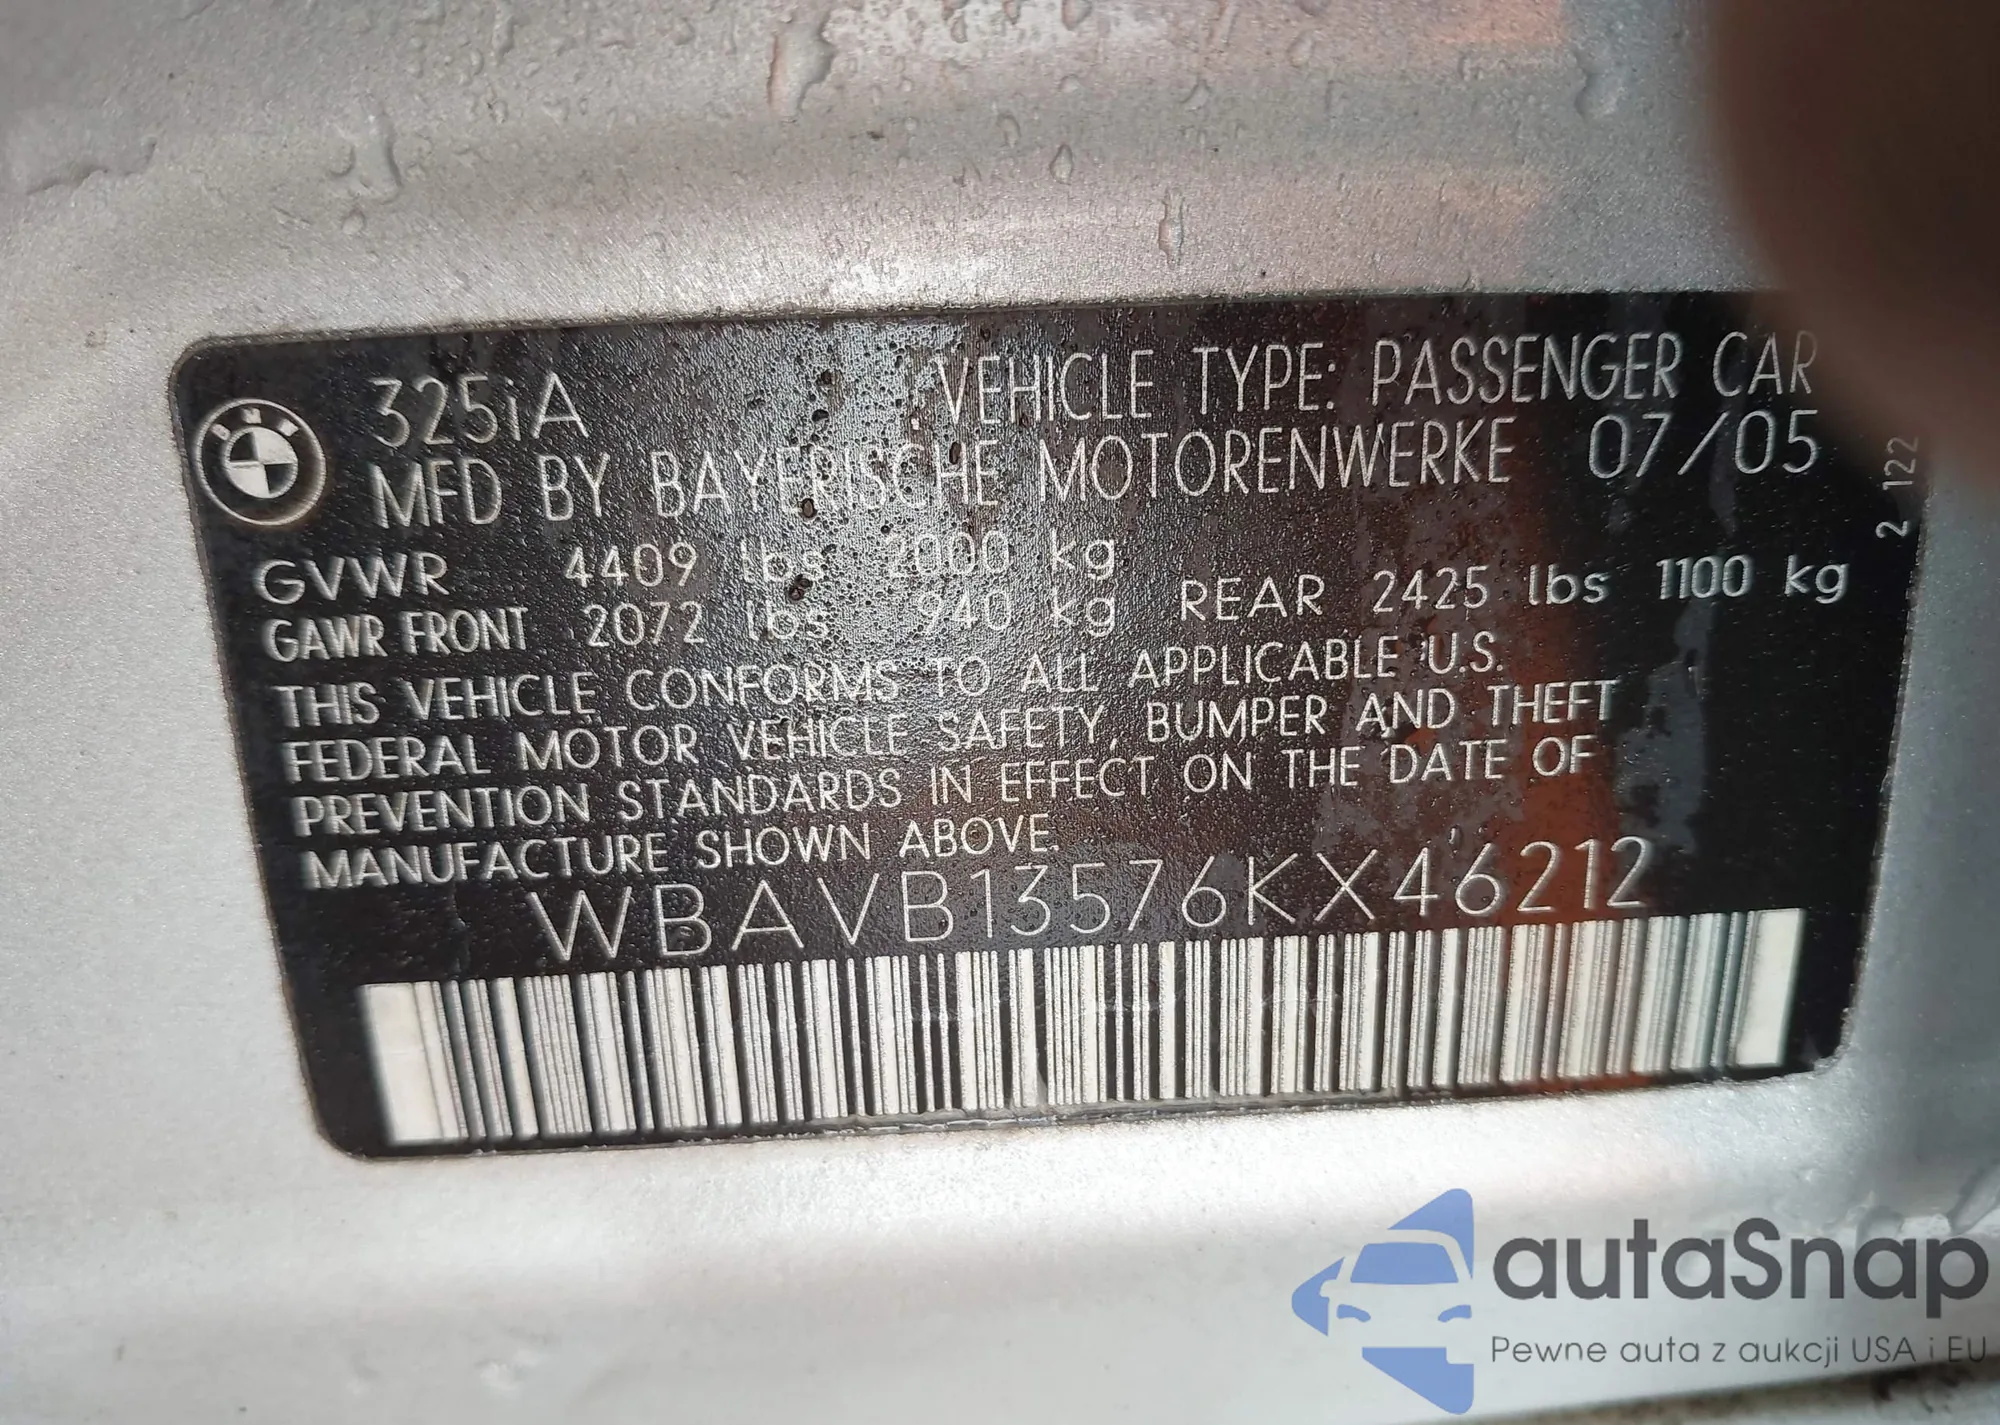 BMW
325iA VEHICLE TYPE: PASSENGER CAR
MFD BY BAYERISCHE MOTORENWERKE 07/05
GVWR 4409 lbs 2000 kg
GAWR FRONT 2072 lbs 940 kg REAR 2425 lbs 1100 kg
THIS VEHICLE CONFORMS TO ALL APPLICABLE U.S.
FEDERAL MOTOR VEHICLE SAFETY, BUMPER AND THEFT
PREVENTION STANDARDS IN EFFECT ON THE DATE OF
MANUFACTURE SHOWN ABOVE.
WBAVB13576KX46212
2 122
autaSnap
Pewne auta z aukcji USA i EU